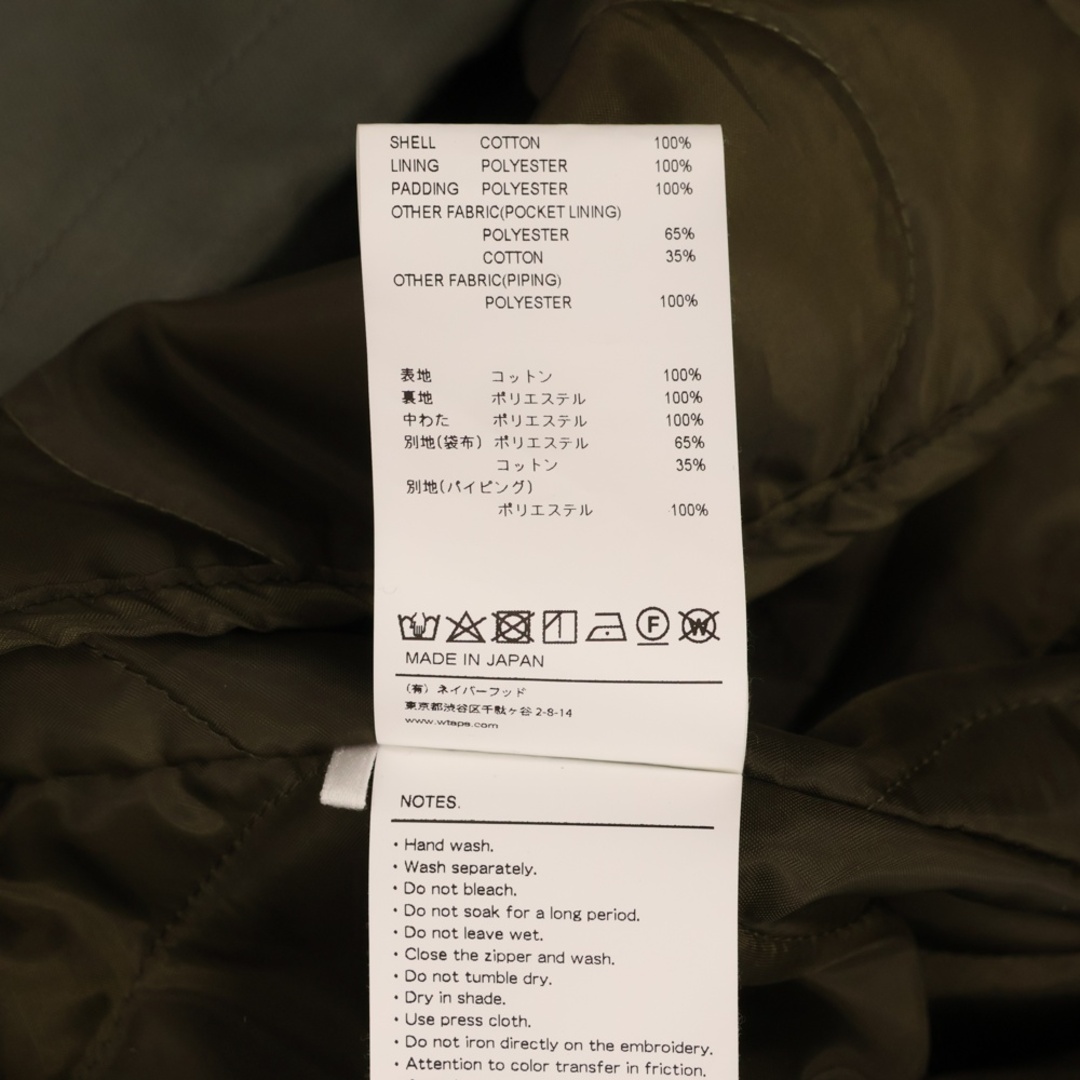 SHELL COTTON 100%
LINING POLYESTER 100%
PADDING POLYESTER 100%
OTHER FABRIC(POCKET LINING)
POLYESTER 65%
COTTON 35%
OTHER FABRIC(PIPING)
POLYESTER 100%
表地 コットン 100%
裏地 ポリエステル 100%
中わた ポリエステル 100%
別地(袋布) ポリエステル 65%
コットン 35%
別地(パイピング)
ポリエステル 100%
F W
MADE IN JAPAN
(有) ネイバーフッド
東京都渋谷区千駄ヶ谷 2-8-14
www.wtaps.com
NOTES.
・Hand wash.
・Wash separately.
・Do not bleach.
・Do not soak for a long period.
・Do not leave wet.
・Close the zipper and wash.
・Do not tumble dry.
・Dry in shade.
・Use press cloth.
・Do not iron directly on the embroidery.
・Attention to color transfer in friction.